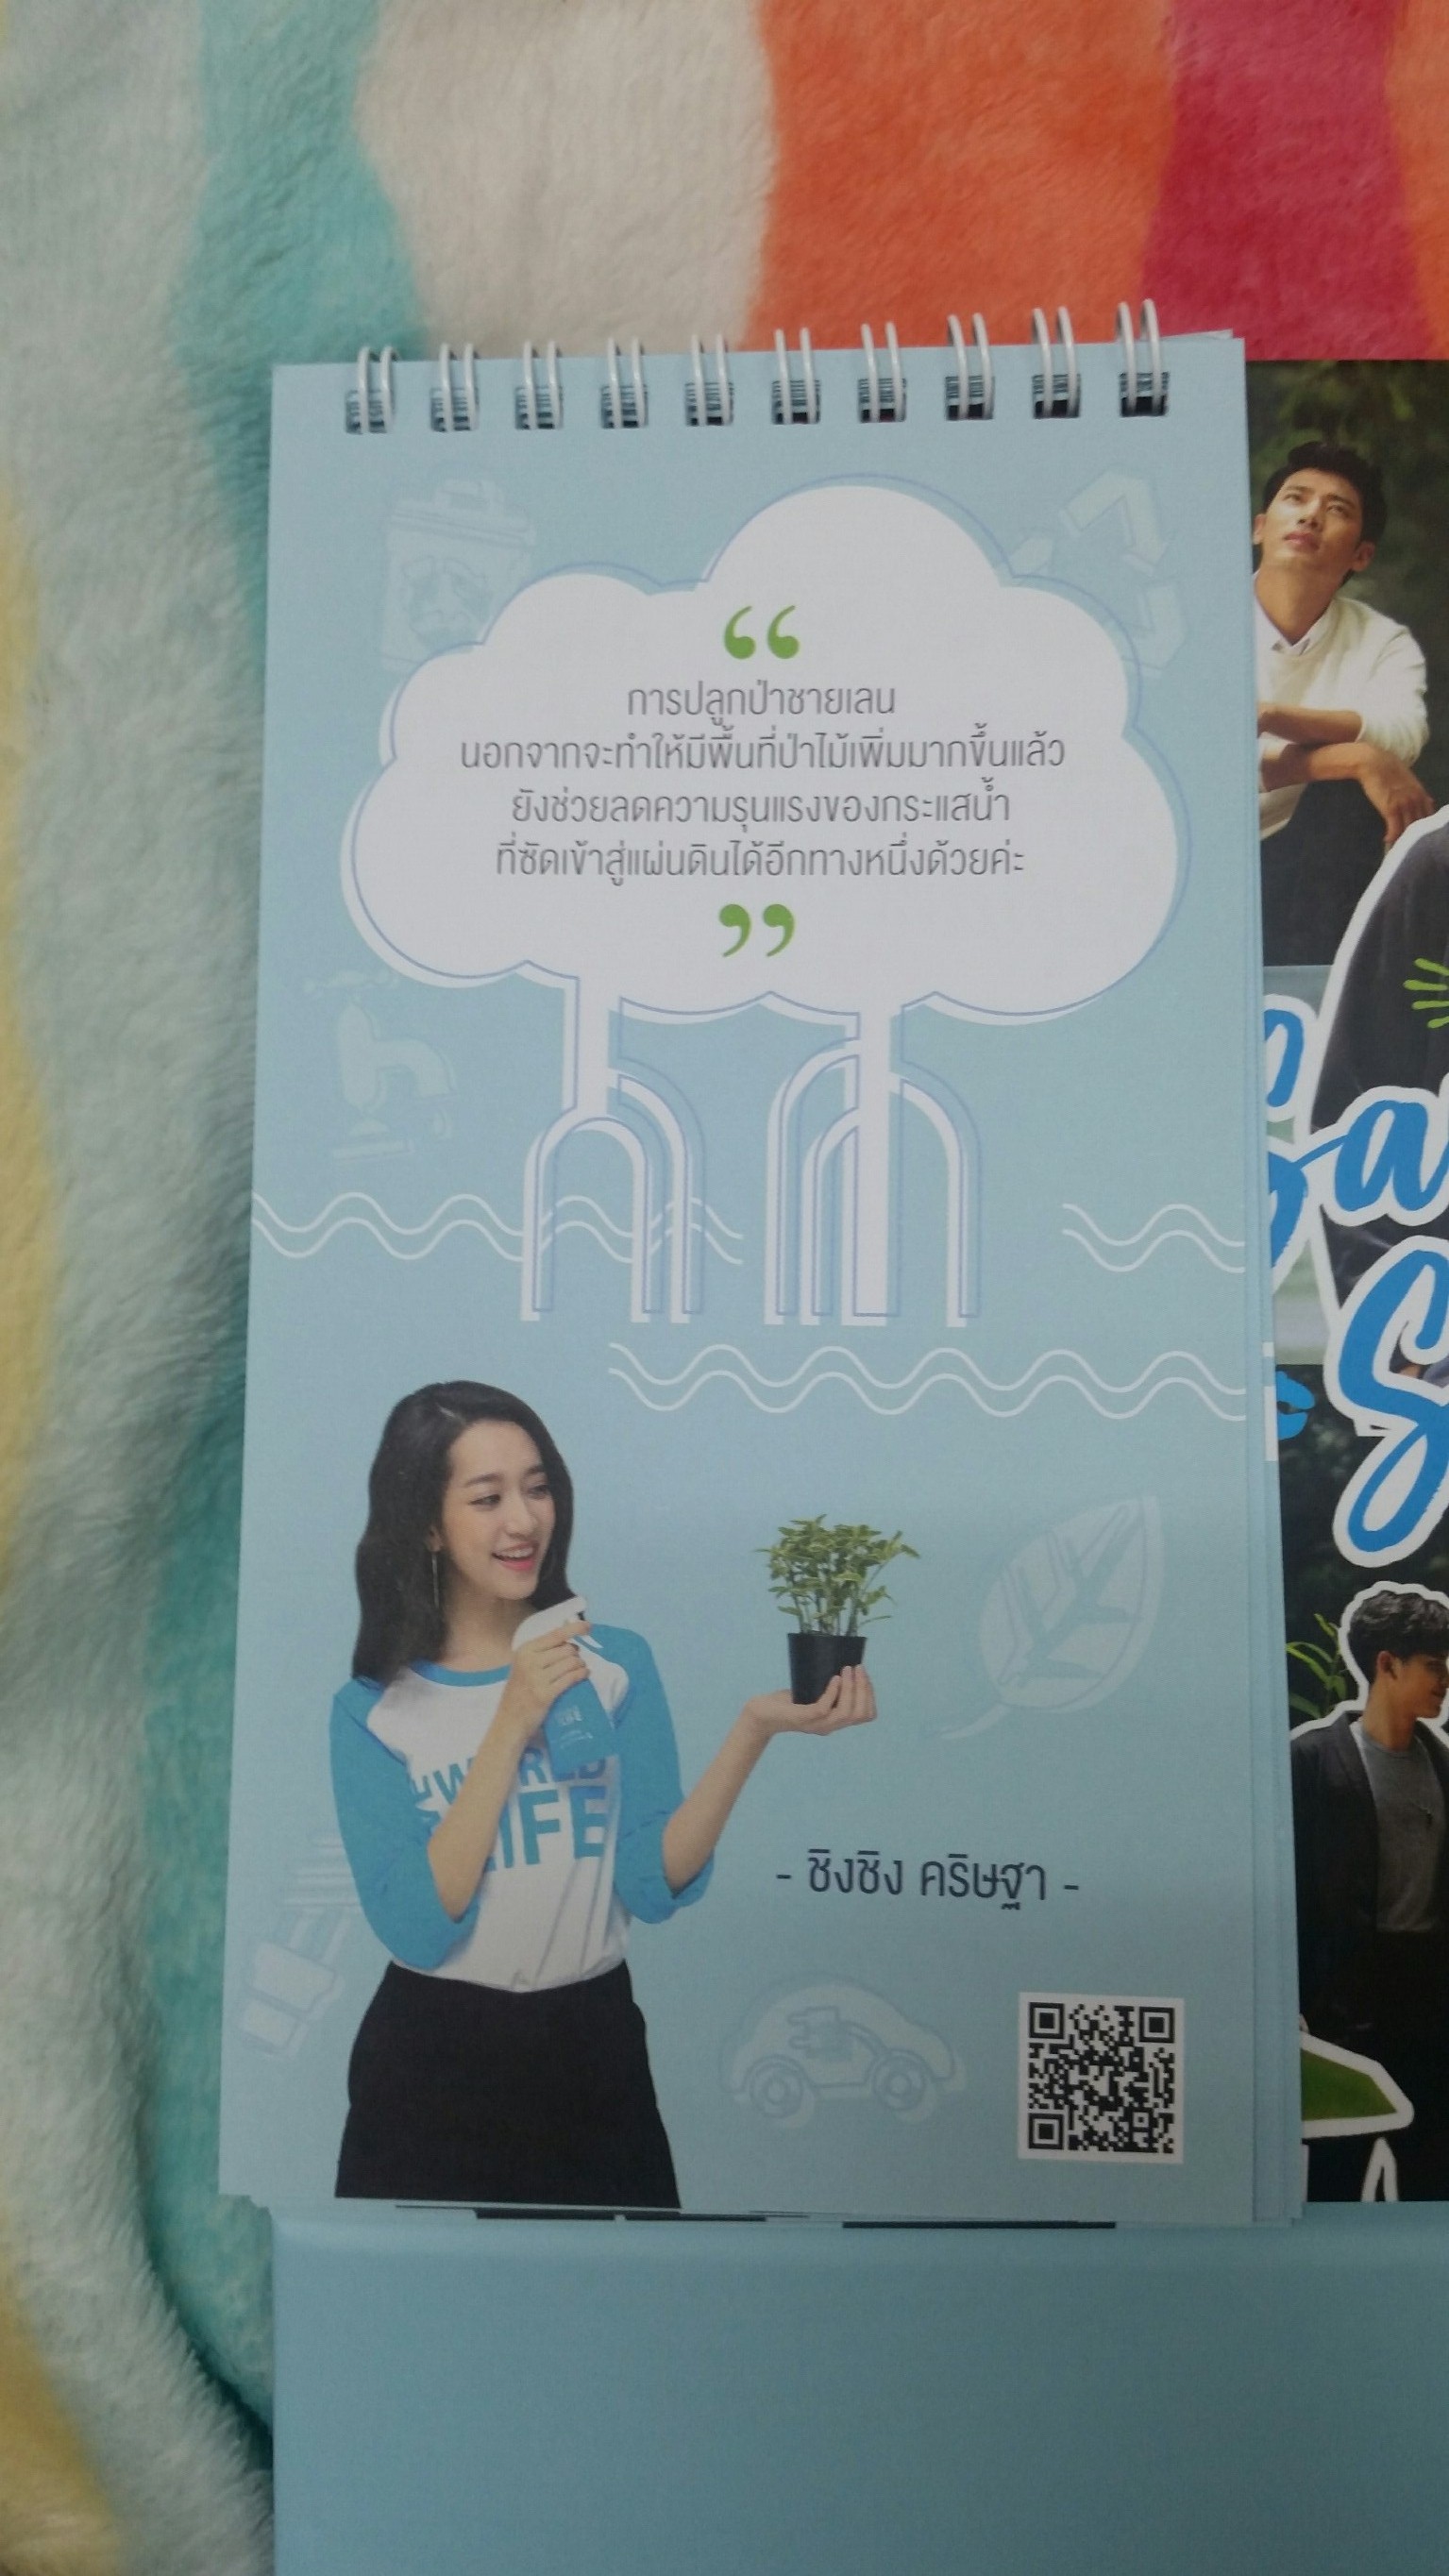 การปลูกป่าชายเลน
นอกจากจะทำให้มีพื้นที่ป่าไม้เพิ่มมากขึ้นแล้ว
ยังช่วยลดความรุนแรงของกระแสน้ำ
ที่ซัดเข้าสู่แผ่นดินได้อีกทางหนึ่งด้วยค่ะ
LIFE
- ชิงชิง คริษฐา -